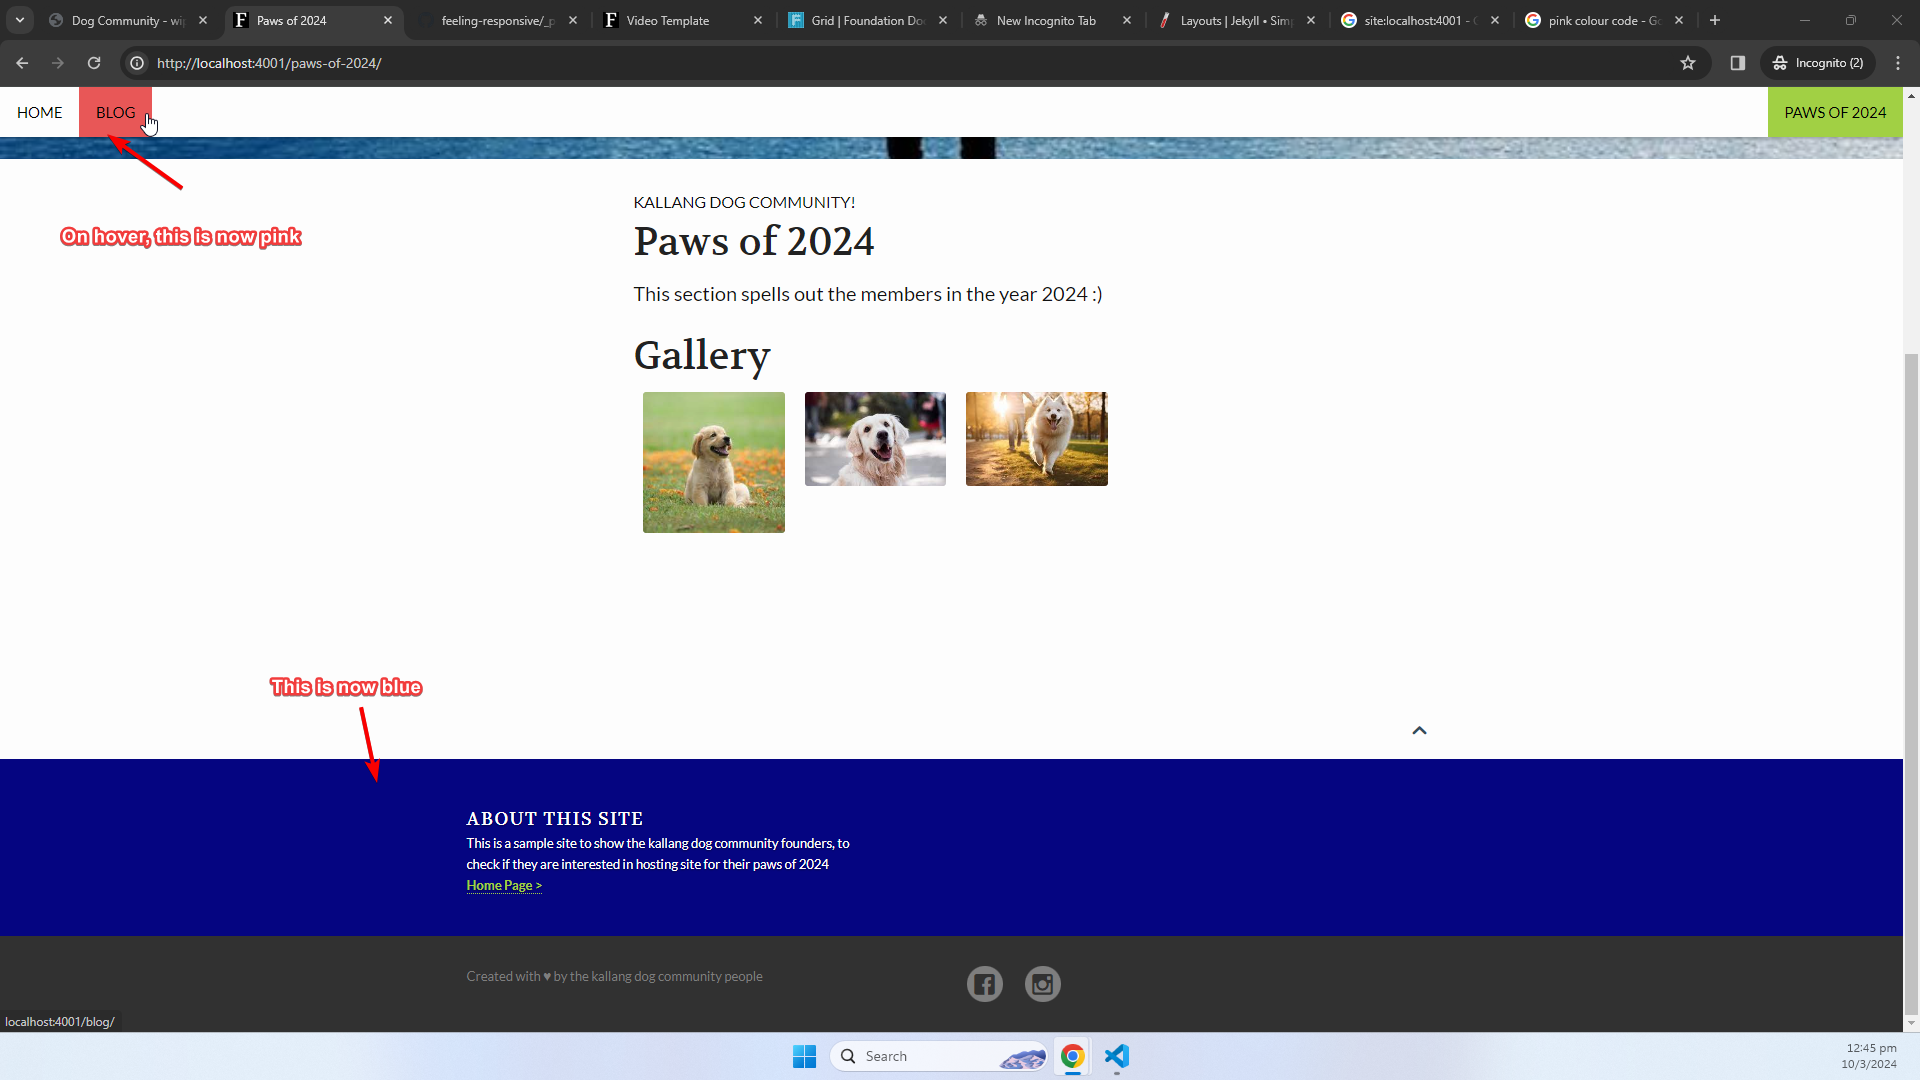 Dog Community - wip
Paws of 2024
feeling-responsive/_p
Video Template
Grid | Foundation Doc
New Incognito Tab
Layouts | Jekyll • Simp
site:localhost:4001 - G
pink colour code - Go
http://localhost:4001/paws-of-2024/
Incognito (2)
HOME
BLOG
PAWS OF 2024
On hover, this is now pink
KALLANG DOG COMMUNITY!
Paws of 2024
This section spells out the members in the year 2024 :)
Gallery
This is now blue
ABOUT THIS SITE
This is a sample site to show the kallang dog community founders, to
check if they are interested in hosting site for their paws of 2024
Home Page >
Created with ♥ by the kallang dog community people
localhost:4001/blog/
Search
12:45 pm
10/3/2024